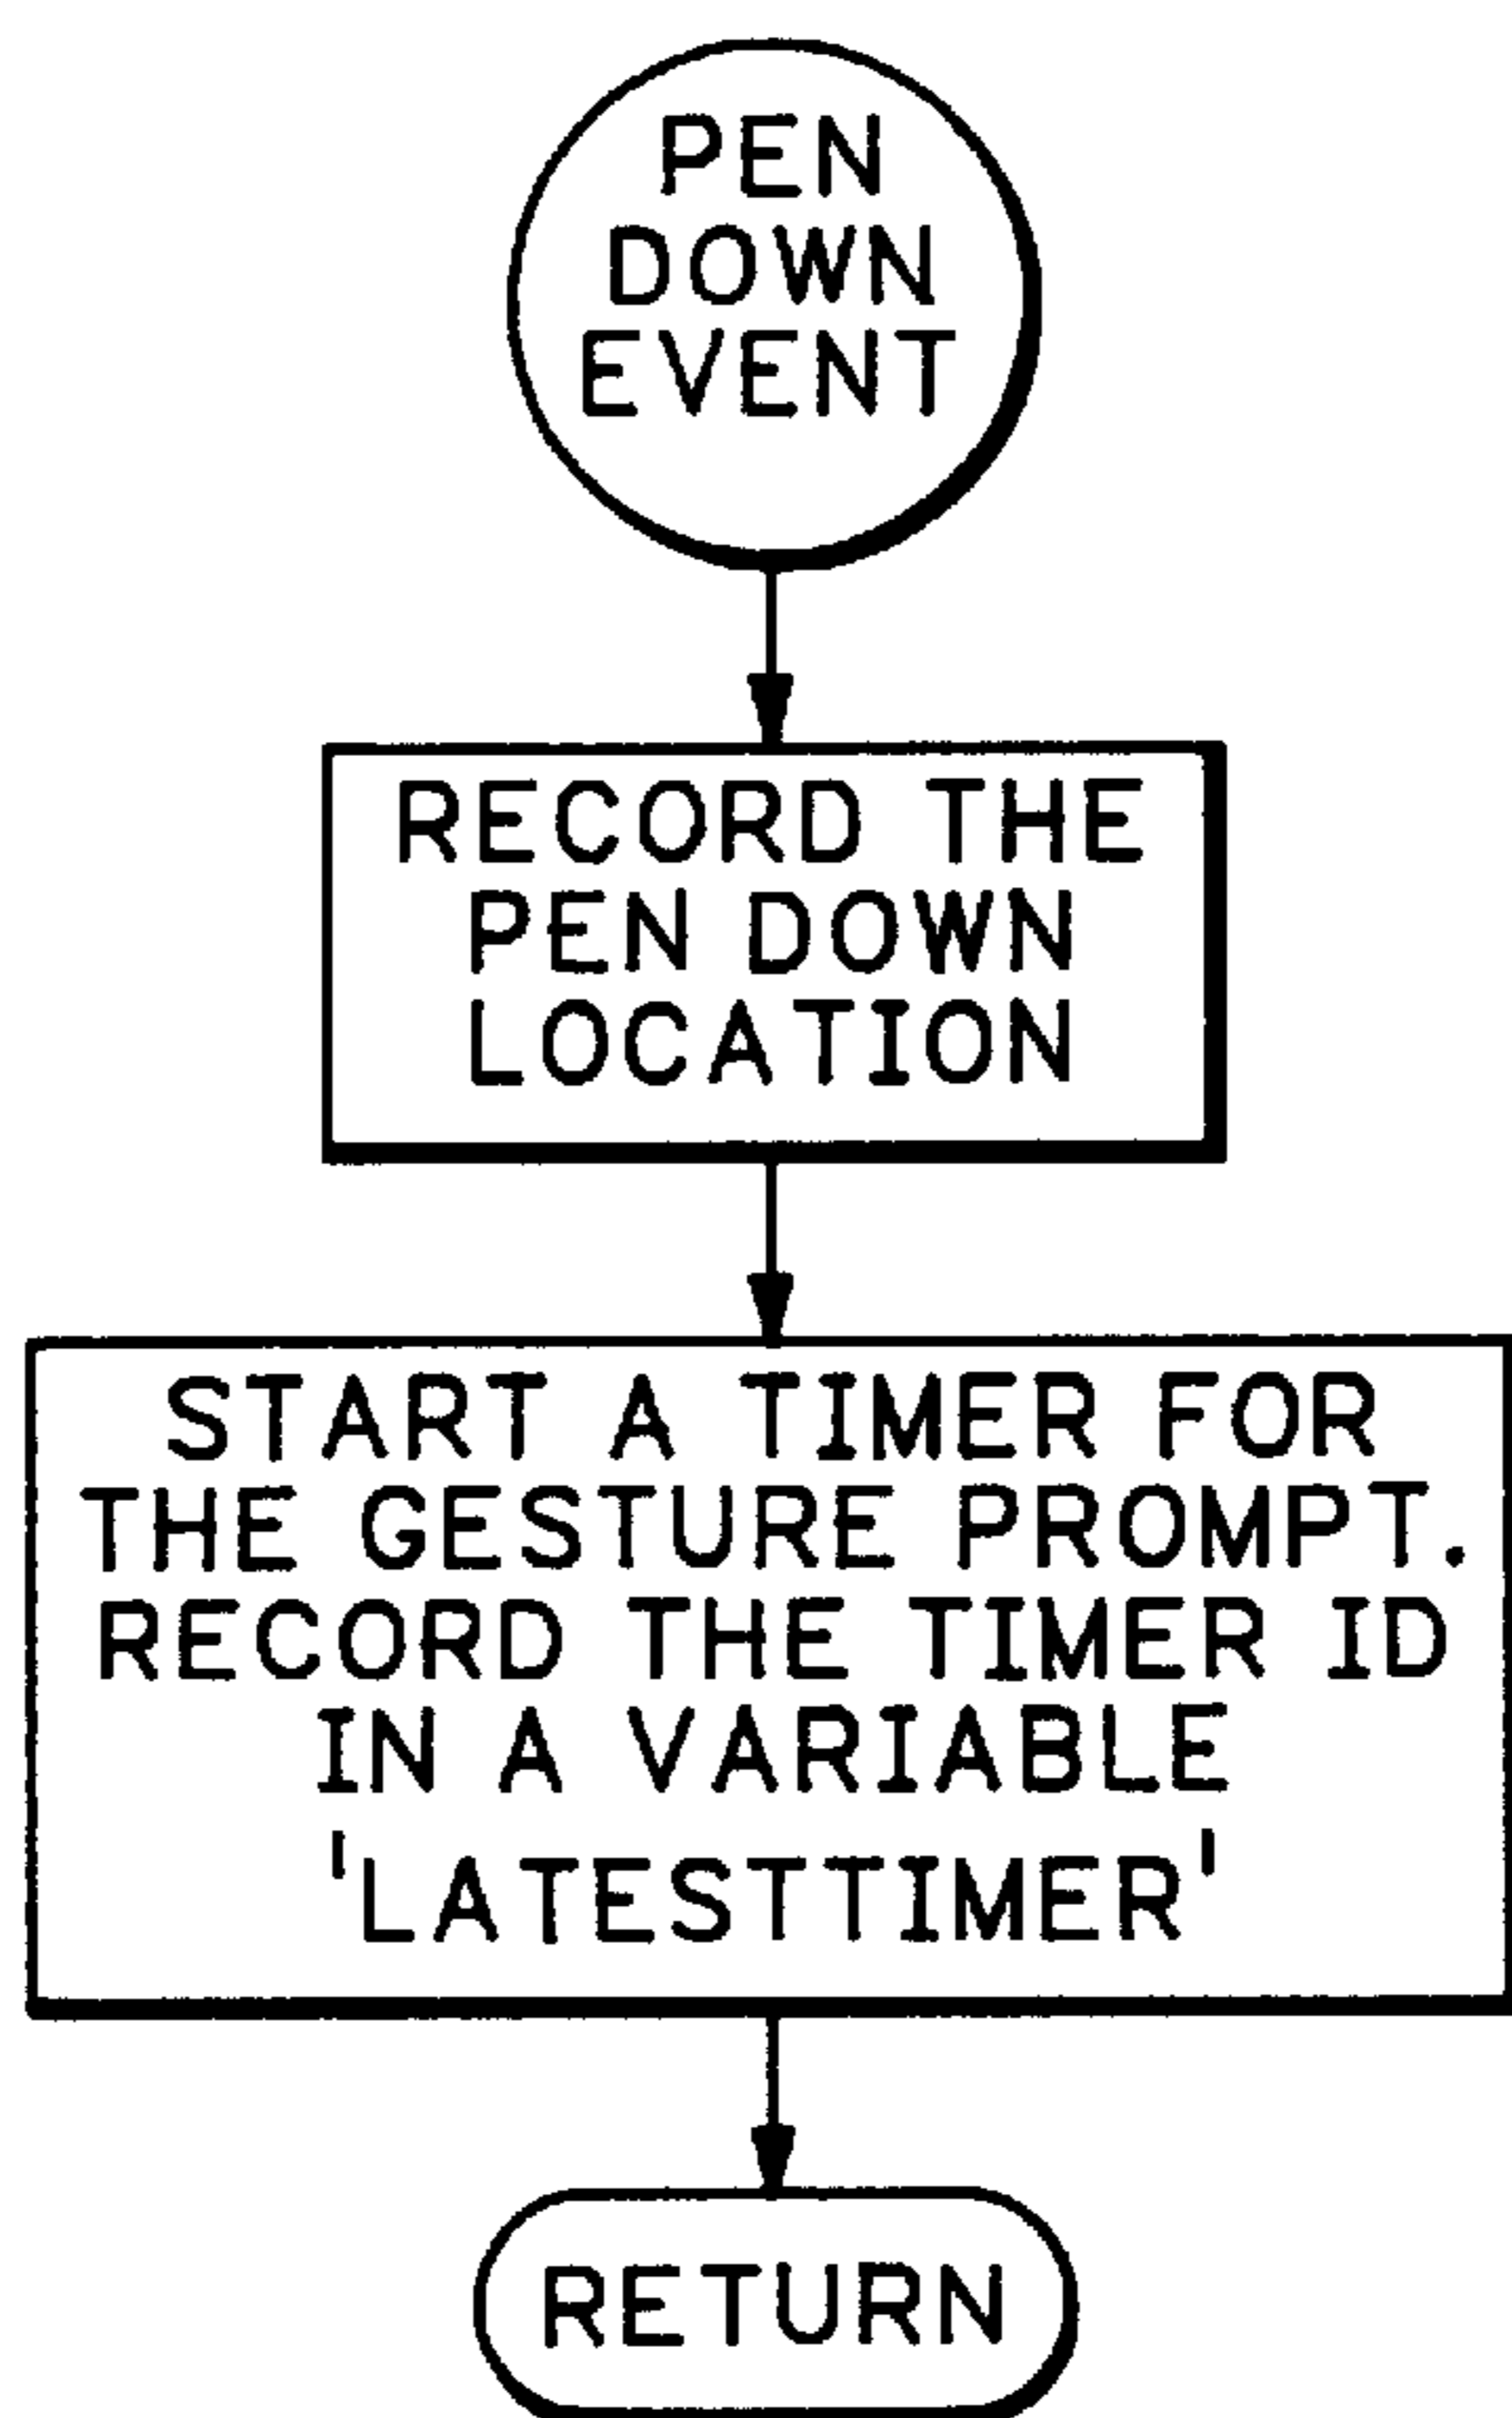 PEN
DOWN
EVENT
RECORD THE
PEN DOWN
LOCATION
START A TIMER FOR
THE GESTURE PROMPT.
RECORD THE TIMER ID
IN A VARIABLE
'LATESTTIMER'
RETURN